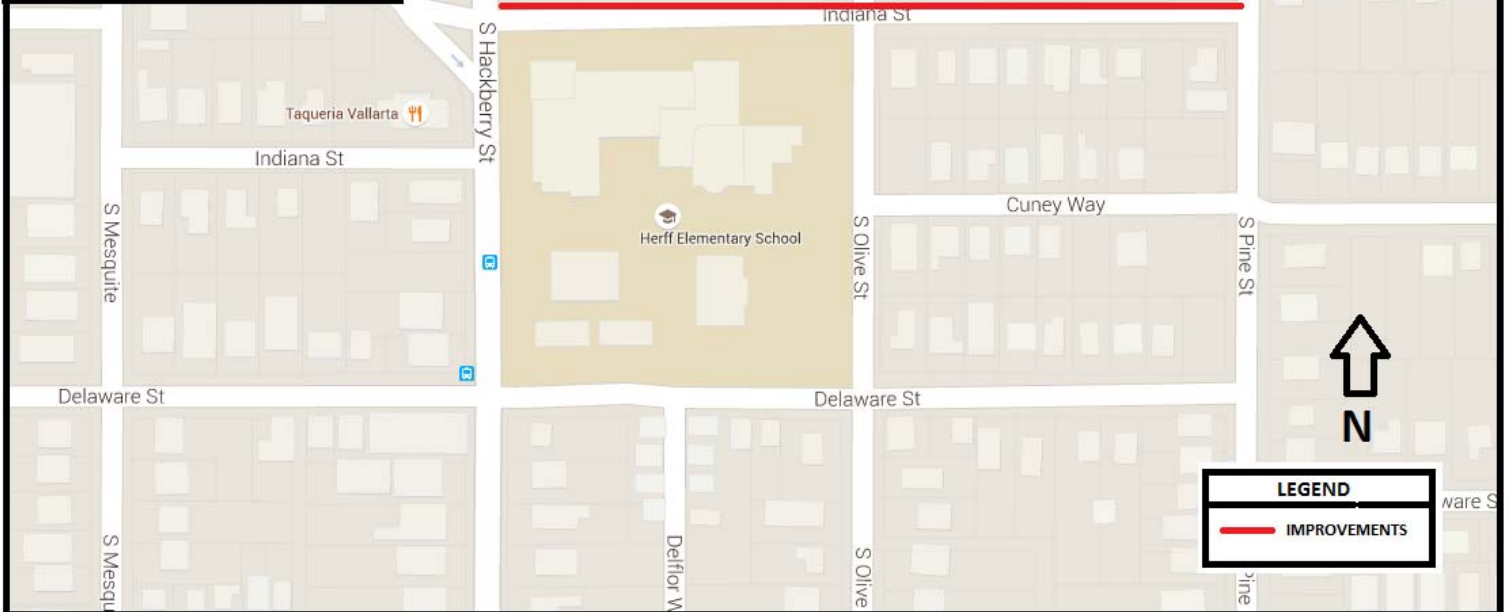 Indiana St
S Hackberry St
Taqueria Vallarta
Indiana St
Cuney Way
S Mesquite
Herff Elementary School
S Olive St
S Pine St
Delaware St
Delaware St
N
LEGEND
IMPROVEMENTS
ware S
S Mesqu
Delflor W
S Olive
Pine